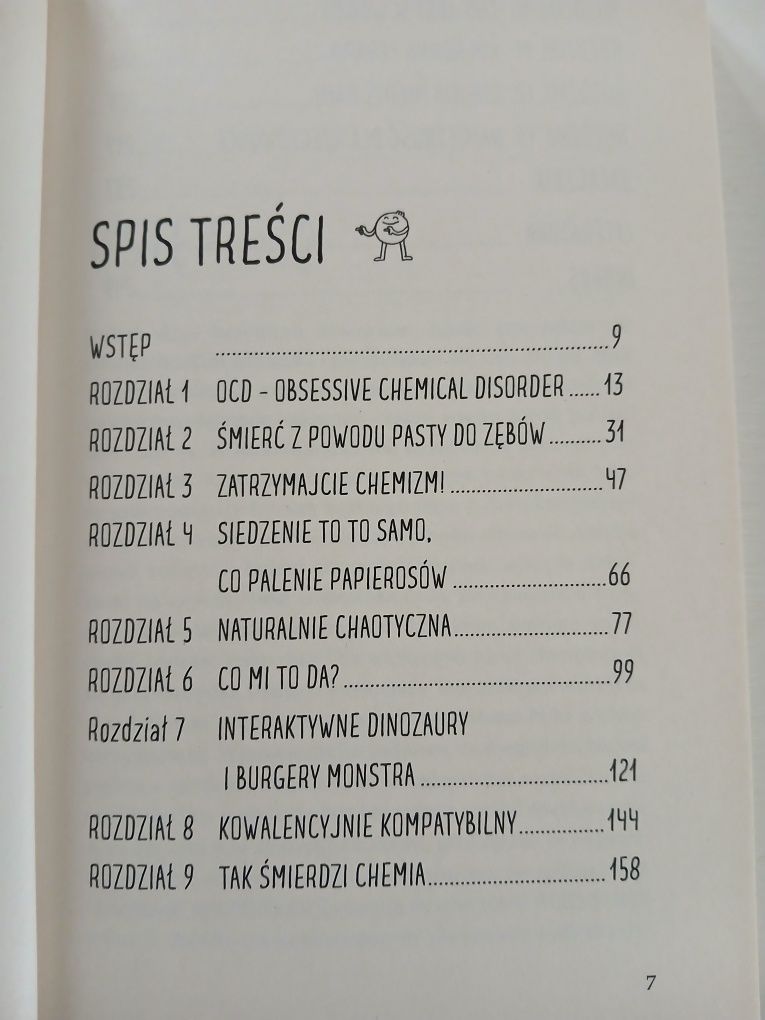 SPIS TREŚCI
WSTĘP ........................................................ 9
ROZDZIAŁ 1 OCD – OBSESSIVE CHEMICAL DISORDER ...... 13
ROZDZIAŁ 2 ŚMIERĆ Z POWODU PASTY DO ZĘBÓW .......... 31
ROZDZIAŁ 3 ZATRZYMAJCIE CHEMIZM! ........................ 47
ROZDZIAŁ 4 SIEDZENIE TO TO SAMO,
CO PALENIE PAPIEROSÓW ........................ 66
ROZDZIAŁ 5 NATURALNIE CHAOTYCZNA ........................ 77
ROZDZIAŁ 6 CO MI TO DA? ........................................ 99
Rozdział 7 INTERAKTYWNE DINOZAURY
I BURGERY MONSTRA ............................. 121
ROZDZIAŁ 8 KOWALENCYJNIE KOMPATYBILNY ............. 144
ROZDZIAŁ 9 TAK ŚMIERDZI CHEMIA ........................... 158
7